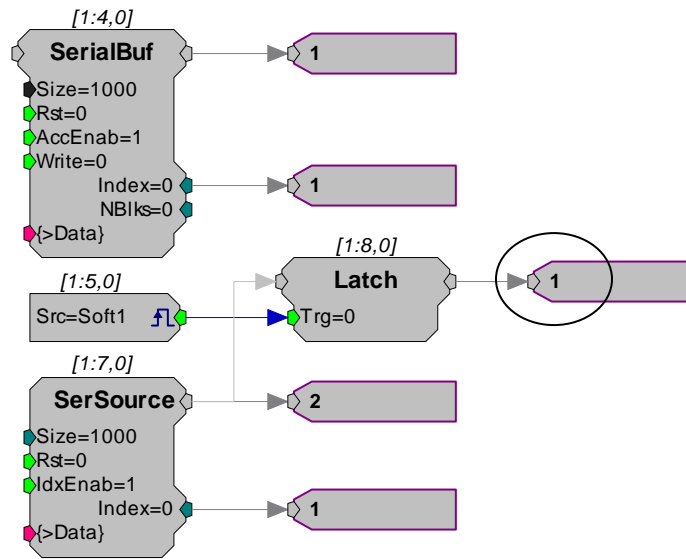 [1:4,0]
SerialBuf
1
Size=1000
Rst=0
AccEnab=1
Write=0
Index=0
1
NBlks=0
{>Data}
[1:5,0]
Src=Soft1
[1:8,0]
Latch
1
Trg=0
[1:7,0]
SerSource
2
Size=1000
Rst=0
IdxEnab=1
Index=0
1
{>Data}